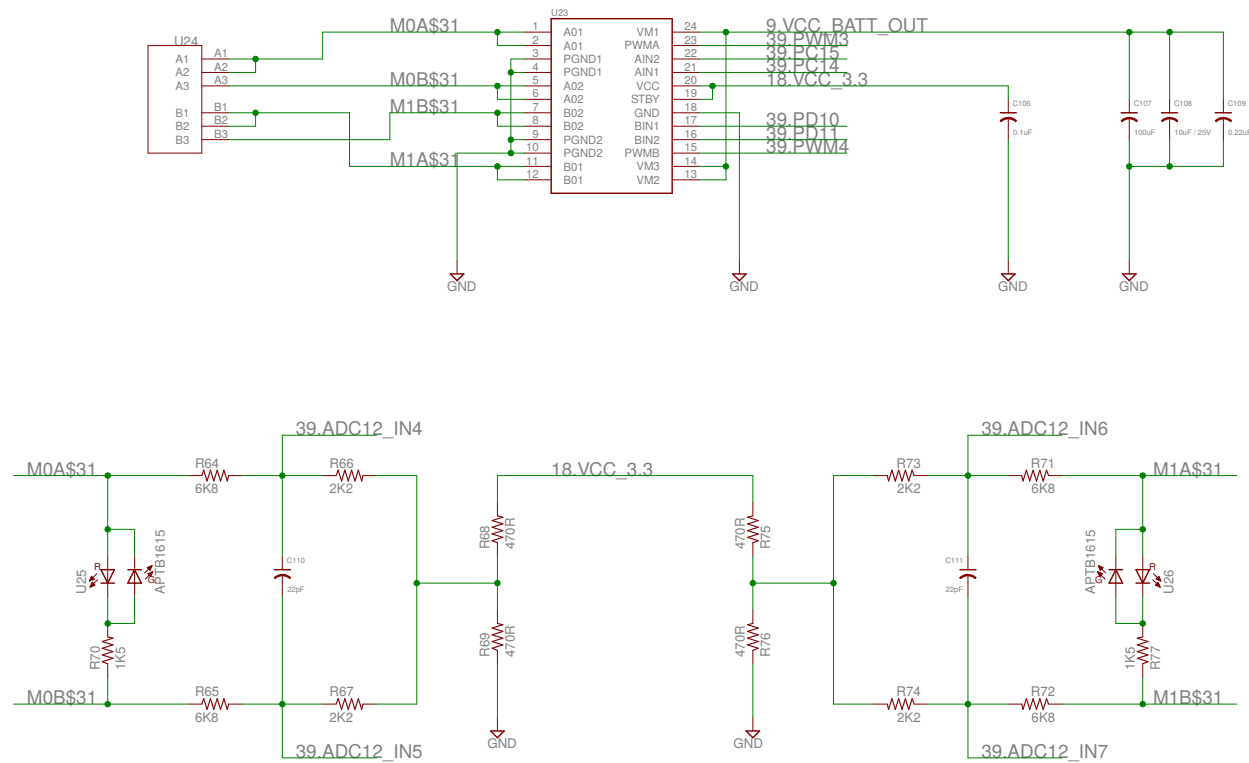 U23
U24
M0A$31
M0B$31
M1B$31
M1A$31
A1 A1
A2 A2
A3 A3
B1 B1
B2 B2
B3 B3
1 A01 VM1 24 9.VCC_BATT_OUT
2 A01 PWMA 23 39.PWM3
3 PGND1 AIN2 22 39.PC15
4 PGND1 AIN1 21 39.PC14
5 A02 VCC 20 18.VCC_3.3
6 A02 STBY 19
7 B02 GND 18
8 B02 BIN1 17 39.PD10
9 PGND2 BIN2 16 39.PD11
10 PGND2 PWMB 15 39.PWM4
11 B01 VM3 14
12 B01 VM2 13
C106
0.1uF
C107
100uF
C108
10uF / 25V
C109
0.22uF
GND
GND
GND
GND
39.ADC12_IN4
39.ADC12_IN6
M0A$31
R64
6K8
R66
2K2
18.VCC_3.3
R73
2K2
R71
6K8
M1A$31
U25
R
G
APTB1615
C110
22pF
R68
470R
470R
R75
C111
22pF
APTB1615
G
R
U26
R70
1K5
R69
470R
470R
R76
1K5
R77
M0B$31
R65
6K8
R67
2K2
R74
2K2
R72
6K8
M1B$31
GND
GND
39.ADC12_IN5
39.ADC12_IN7